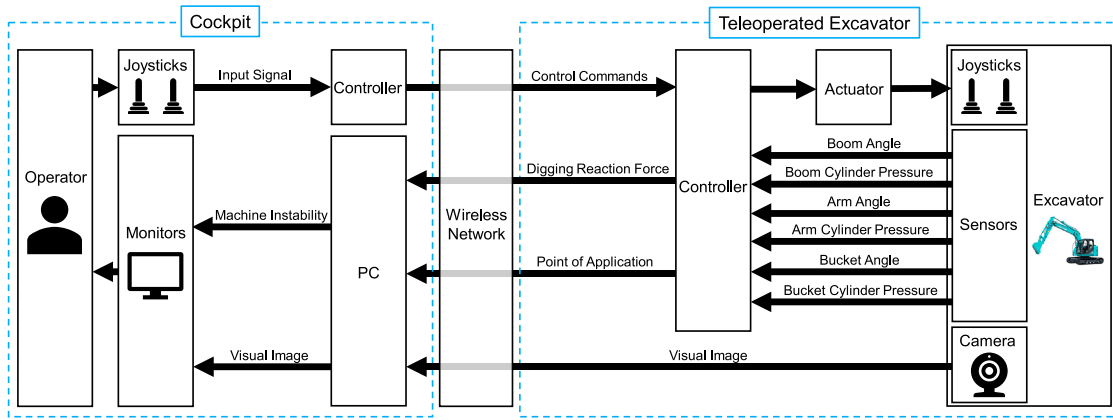 Cockpit
Teleoperated Excavator
Joysticks
Input Signal
Controller
Control Commands
Actuator
Joysticks
Operator
Monitors
Machine Instability
Visual Image
PC
Wireless
Network
Digging Reaction Force
Point of Application
Controller
Boom Angle
Boom Cylinder Pressure
Arm Angle
Arm Cylinder Pressure
Bucket Angle
Bucket Cylinder Pressure
Sensors
Excavator
Visual Image
Camera